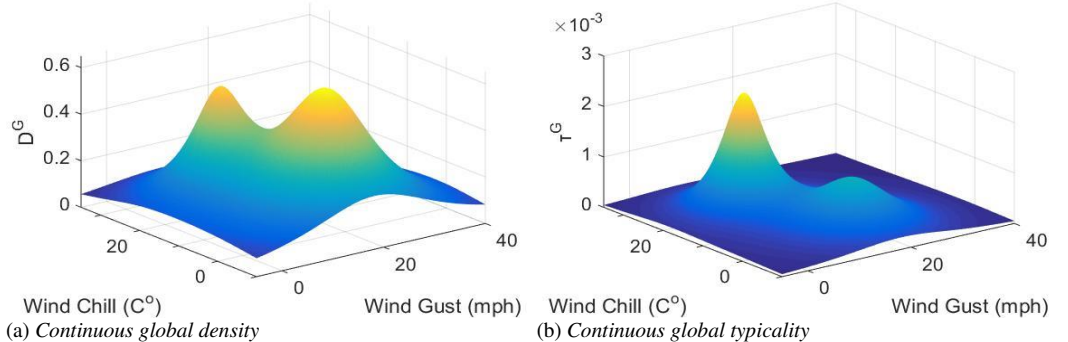 0.6
0.4
0.2
0
D^G
20
0
Wind Chill (C^o)
0
20
40
Wind Gust (mph)
(a) Continuous global density
×10^-3
3
2
1
0
τ^G
20
0
Wind Chill (C^o)
0
20
40
Wind Gust (mph)
(b) Continuous global typicality